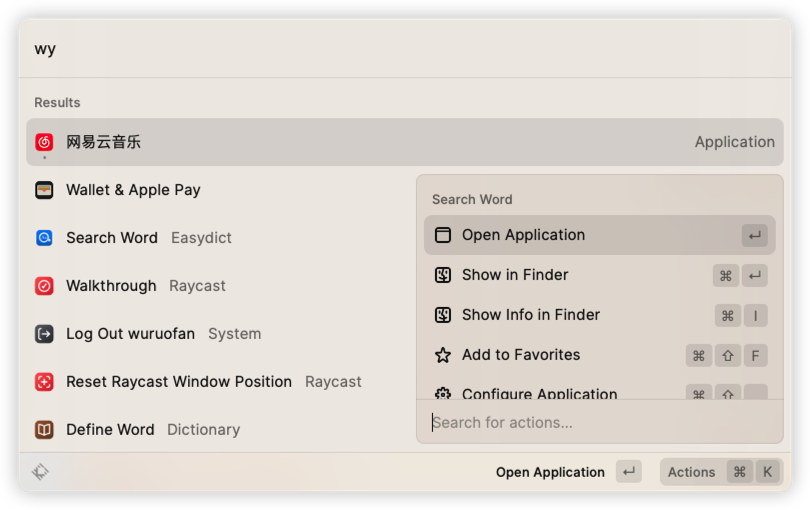 wy
Results
网易云音乐 Application
Wallet & Apple Pay
Search Word Easydict
Walkthrough Raycast
Log Out wuruofan System
Reset Raycast Window Position Raycast
Define Word Dictionary
Search Word
Open Application ↵
Show in Finder ⌘ ↵
Show Info in Finder ⌘ I
Add to Favorites ⌘ ⇧ F
Configure Application ⌘ ⇧
Search for actions...
Open Application ↵ Actions ⌘ K